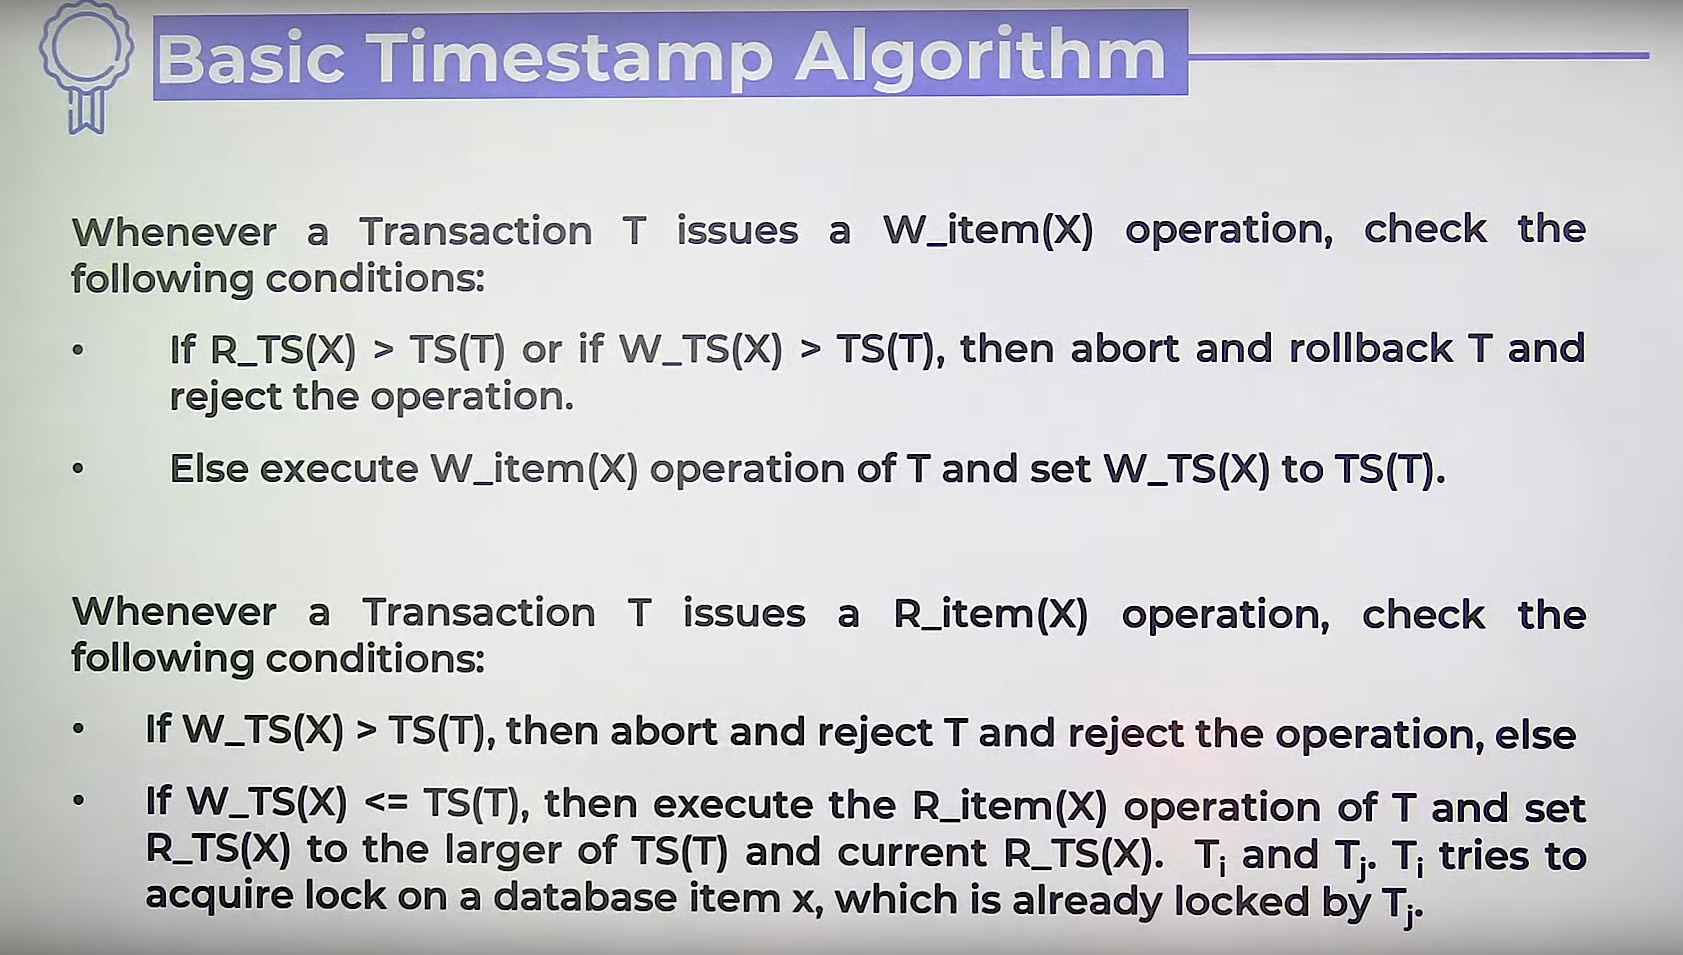 Basic Timestamp Algorithm
Whenever a Transaction T issues a W_item(X) operation, check the
following conditions:
• If R_TS(X) > TS(T) or if W_TS(X) > TS(T), then abort and rollback T and
reject the operation.
• Else execute W_item(X) operation of T and set W_TS(X) to TS(T).
Whenever a Transaction T issues a R_item(X) operation, check the
following conditions:
• If W_TS(X) > TS(T), then abort and reject T and reject the operation, else
• If W_TS(X) <= TS(T), then execute the R_item(X) operation of T and set
R_TS(X) to the larger of TS(T) and current R_TS(X). Ti and Tj. Ti tries to
acquire lock on a database item x, which is already locked by Tj.